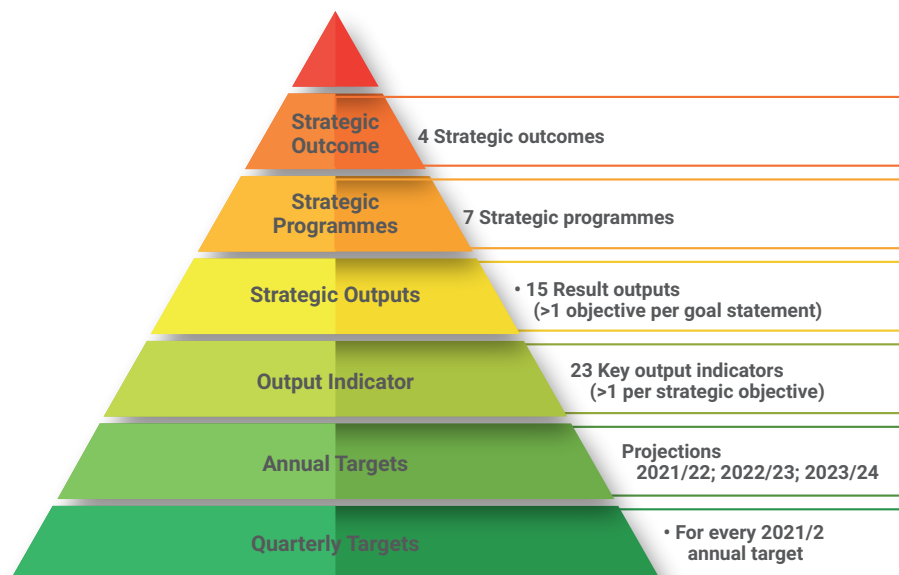 Strategic
Outcome
4 Strategic outcomes
Strategic
Programmes
7 Strategic programmes
Strategic Outputs
• 15 Result outputs
(>1 objective per goal statement)
Output Indicator
23 Key output indicators
(>1 per strategic objective)
Annual Targets
Projections
2021/22; 2022/23; 2023/24
Quarterly Targets
• For every 2021/2
annual target